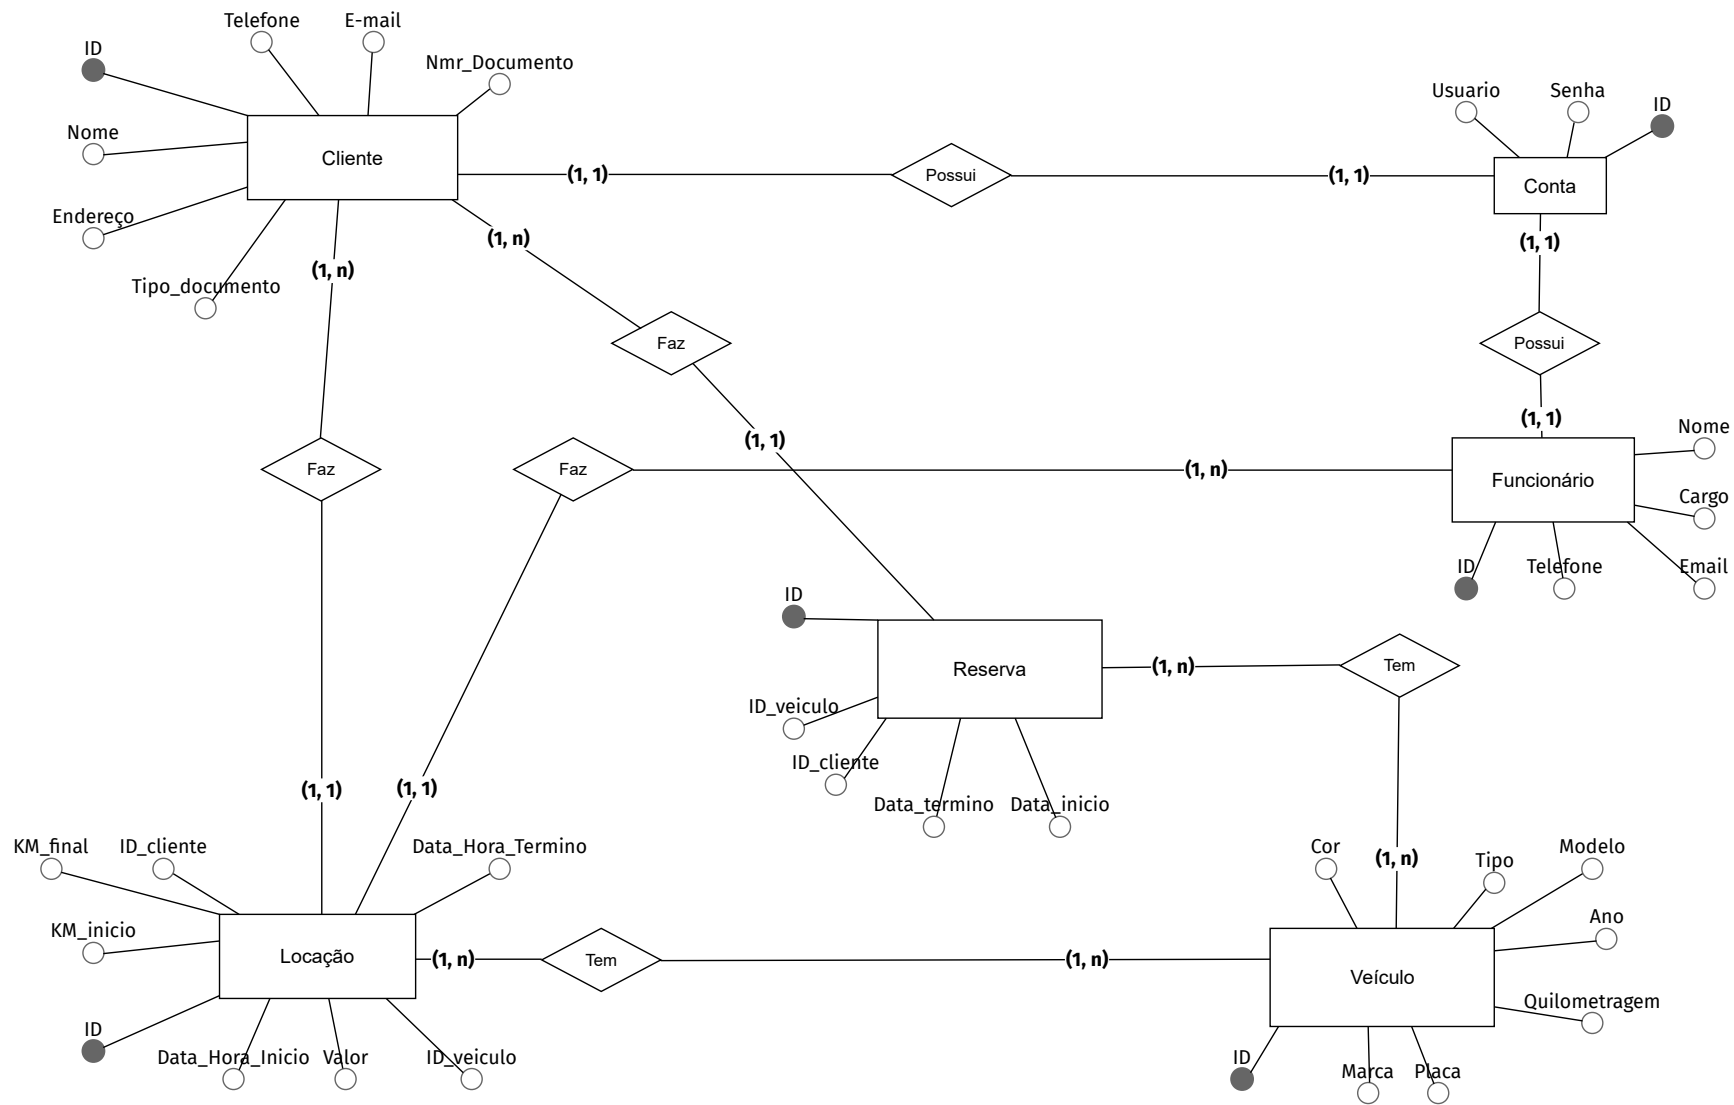 Telefone
E-mail
ID
Nmr_Documento
Nome
Cliente
Endereço
Tipo_documento
(1, 1)
Possui
(1, 1)
Usuario
Senha
ID
Conta
(1, n)
(1, n)
(1, 1)
Faz
Possui
(1, 1)
(1, 1)
Faz
Faz
(1, n)
Funcionário
Nome
Cargo
ID
Telefone
Email
ID
Reserva
(1, n)
Tem
ID_veiculo
ID_cliente
Data_termino
Data_inicio
(1, 1)
(1, 1)
(1, n)
KM_final
ID_cliente
Data_Hora_Termino
KM_inicio
Locação
(1, n)
Tem
(1, n)
ID
Data_Hora_Inicio
Valor
ID_veiculo
Cor
Tipo
Modelo
Ano
Veículo
Quilometragem
ID
Marca
Placa